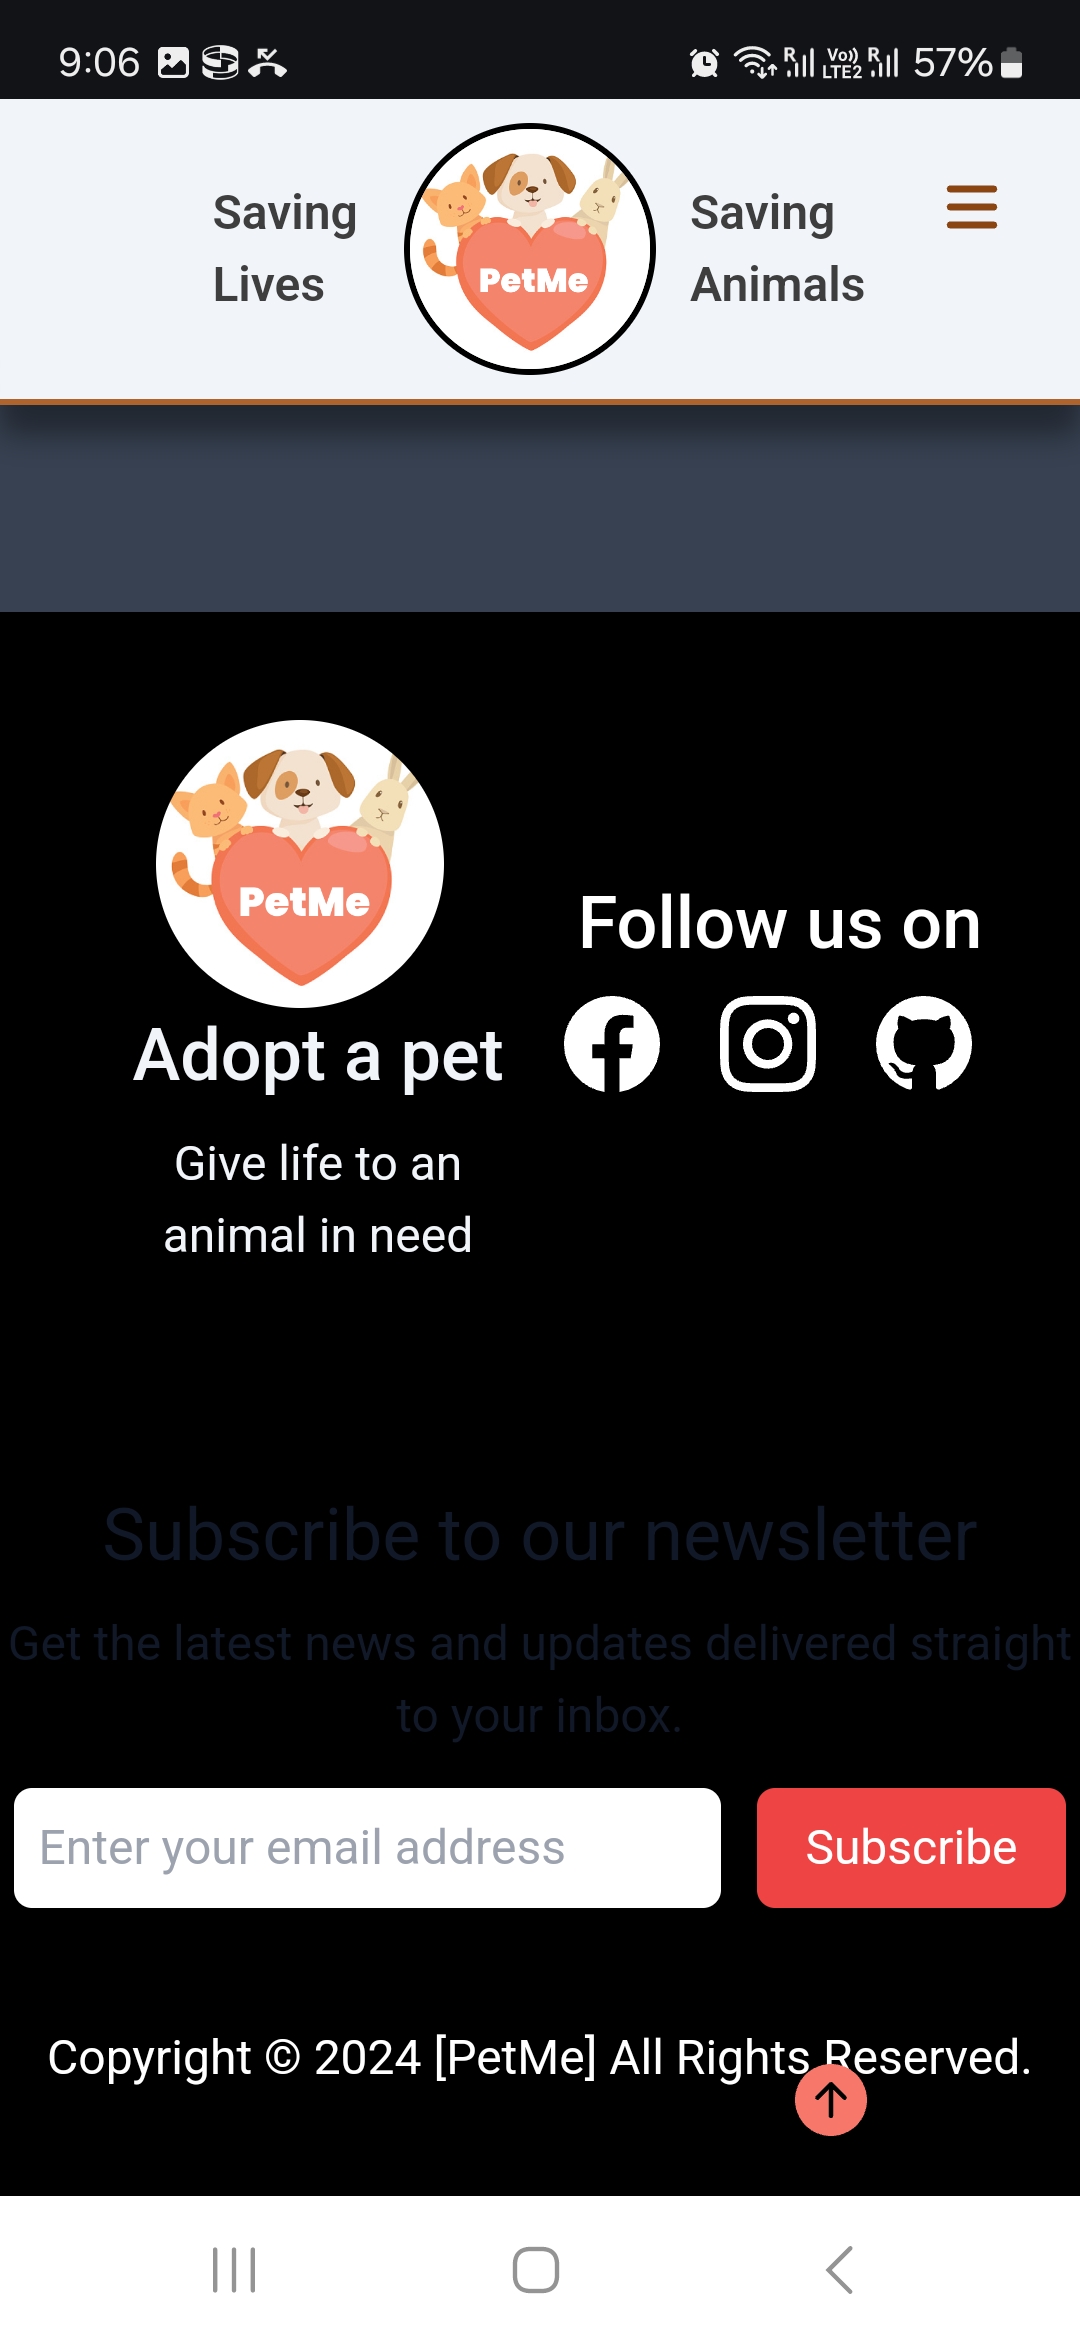 9:06
R Vo)) LTE2 R 57%
Saving
Lives
PetMe
Saving
Animals
PetMe
Adopt a pet
Give life to an
animal in need
Follow us on
Subscribe to our newsletter
Get the latest news and updates delivered straight
to your inbox.
Enter your email address
Subscribe
Copyright © 2024 [PetMe] All Rights Reserved.